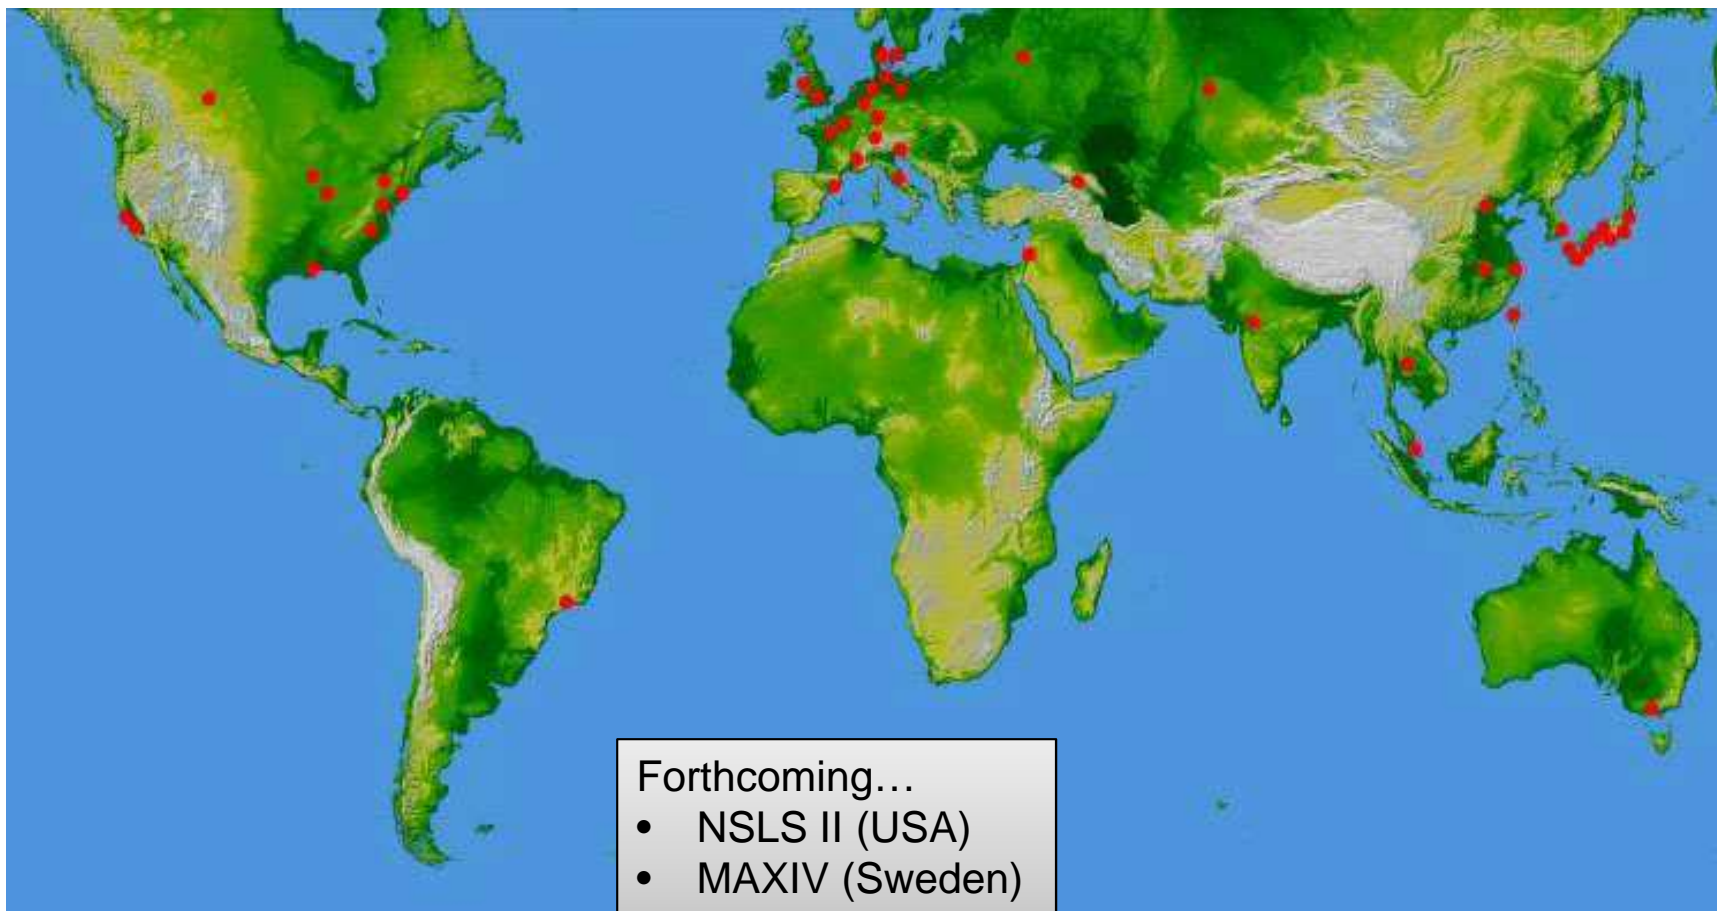 Forthcoming…
• NSLS II (USA)
• MAXIV (Sweden)